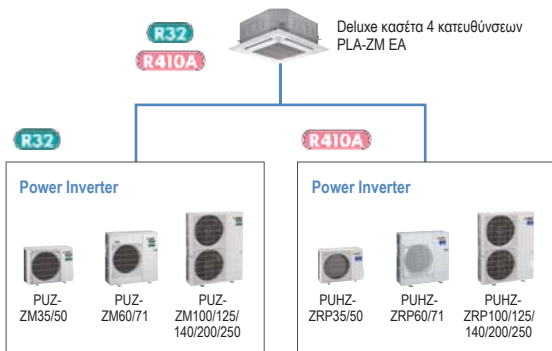 R32
R410A
Deluxe κασέτα 4 κατευθύνσεων
PLA-ZM EA
R32
R410A
Power Inverter
PUZ-
ZM35/50
PUZ-
ZM60/71
PUZ-
ZM100/125/
140/200/250
Power Inverter
PUHZ-
ZRP35/50
PUHZ-
ZRP60/71
PUHZ-
ZRP100/125/
140/200/250